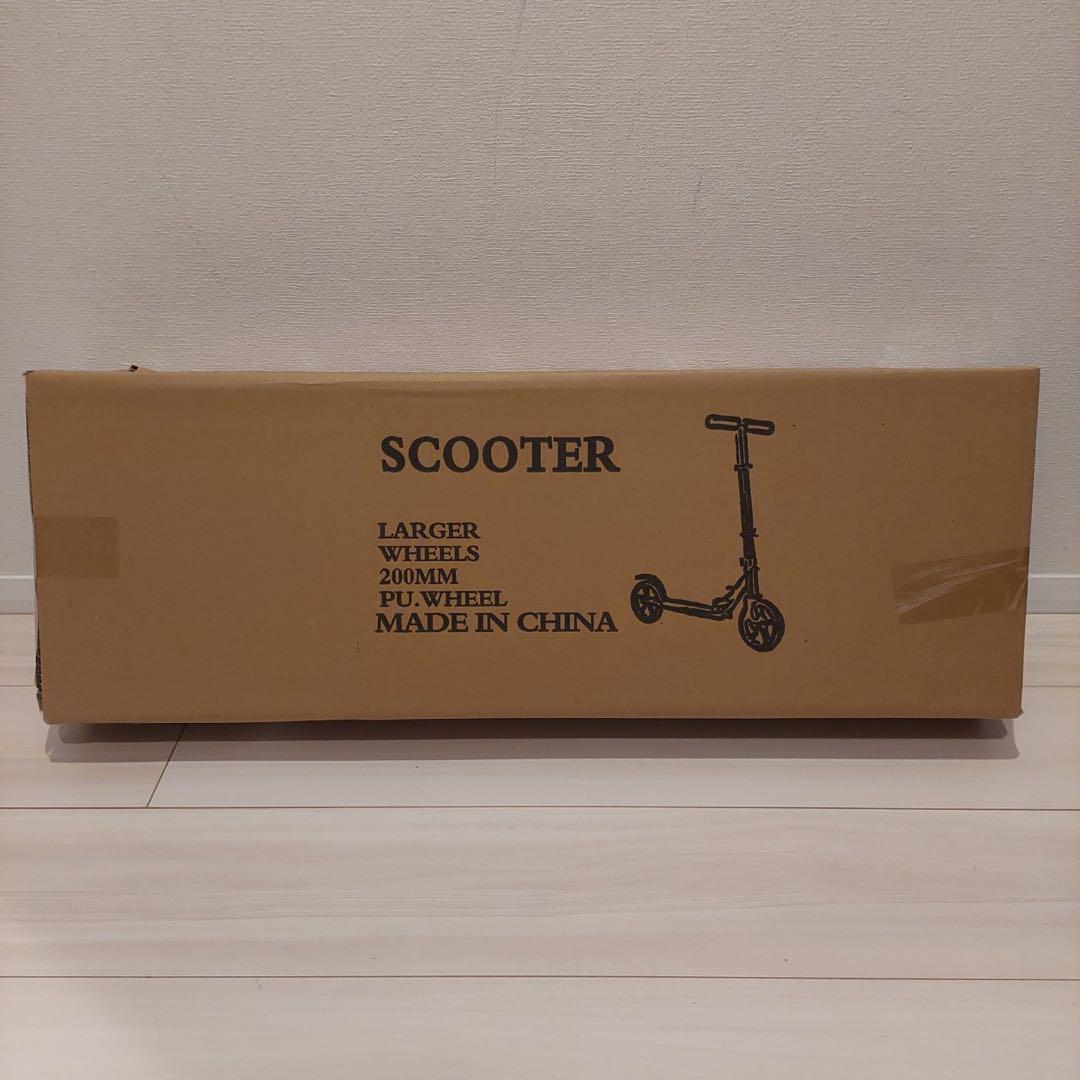 SCOOTER
LARGER
WHEELS
200MM
PU.WHEEL
MADE IN CHINA